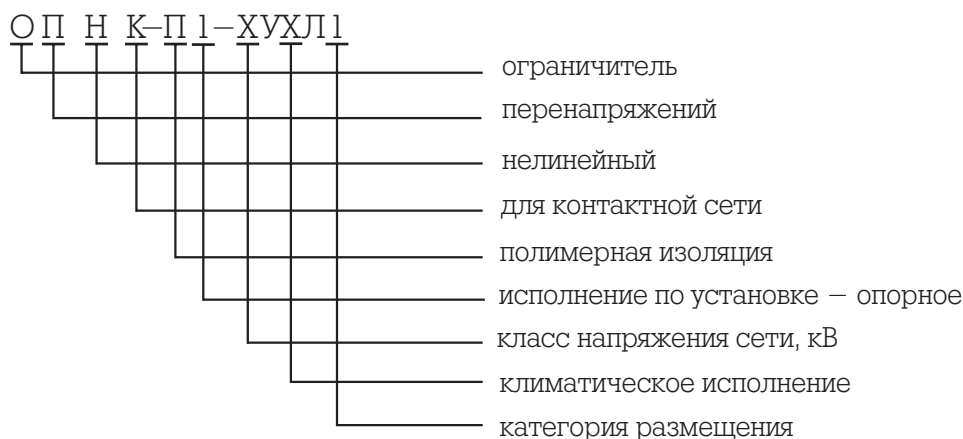 ОПНК–П1–ХУХЛ1
ограничитель
перенапряжений
нелинейный
для контактной сети
полимерная изоляция
исполнение по установке — опорное
класс напряжения сети, кВ
климатическое исполнение
категория размещения